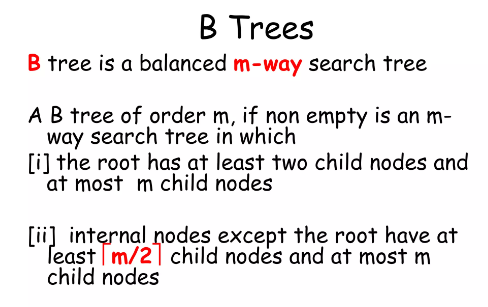 B Trees
B tree is a balanced m-way search tree
A B tree of order m, if non empty is an m-
way search tree in which
[i] the root has at least two child nodes and
at most m child nodes
[ii] internal nodes except the root have at
least ⌈m/2⌉ child nodes and at most m
child nodes